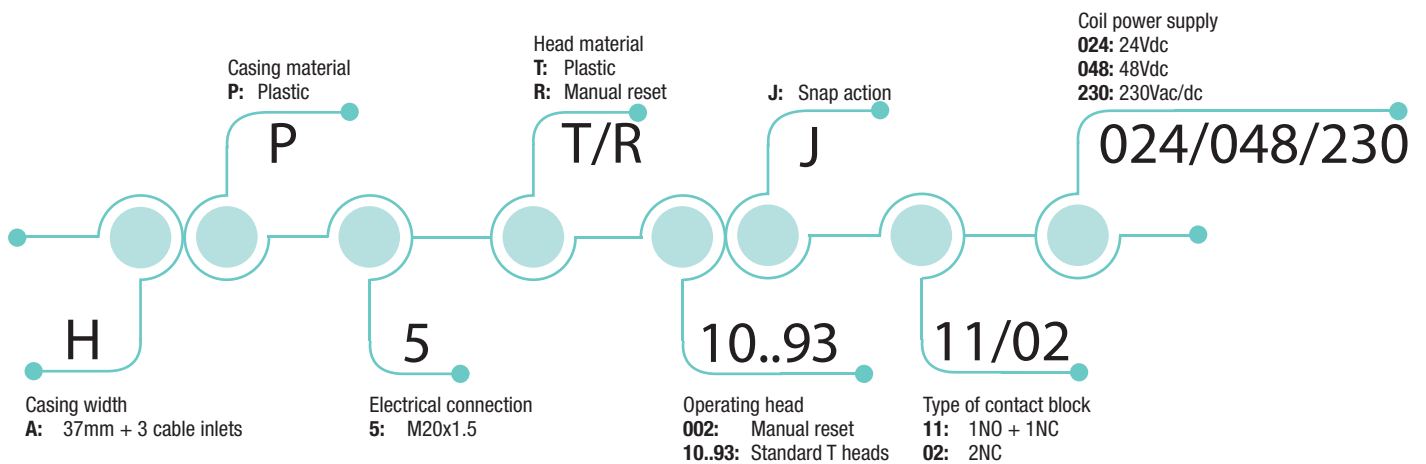 Casing material
P: Plastic
P
Head material
T: Plastic
R: Manual reset
T/R
J: Snap action
J
Coil power supply
024: 24Vdc
048: 48Vdc
230: 230Vac/dc
024/048/230
H
Casing width
A: 37mm + 3 cable inlets
5
Electrical connection
5: M20x1.5
10..93
Operating head
002: Manual reset
10..93: Standard T heads
11/02
Type of contact block
11: 1NO + 1NC
02: 2NC